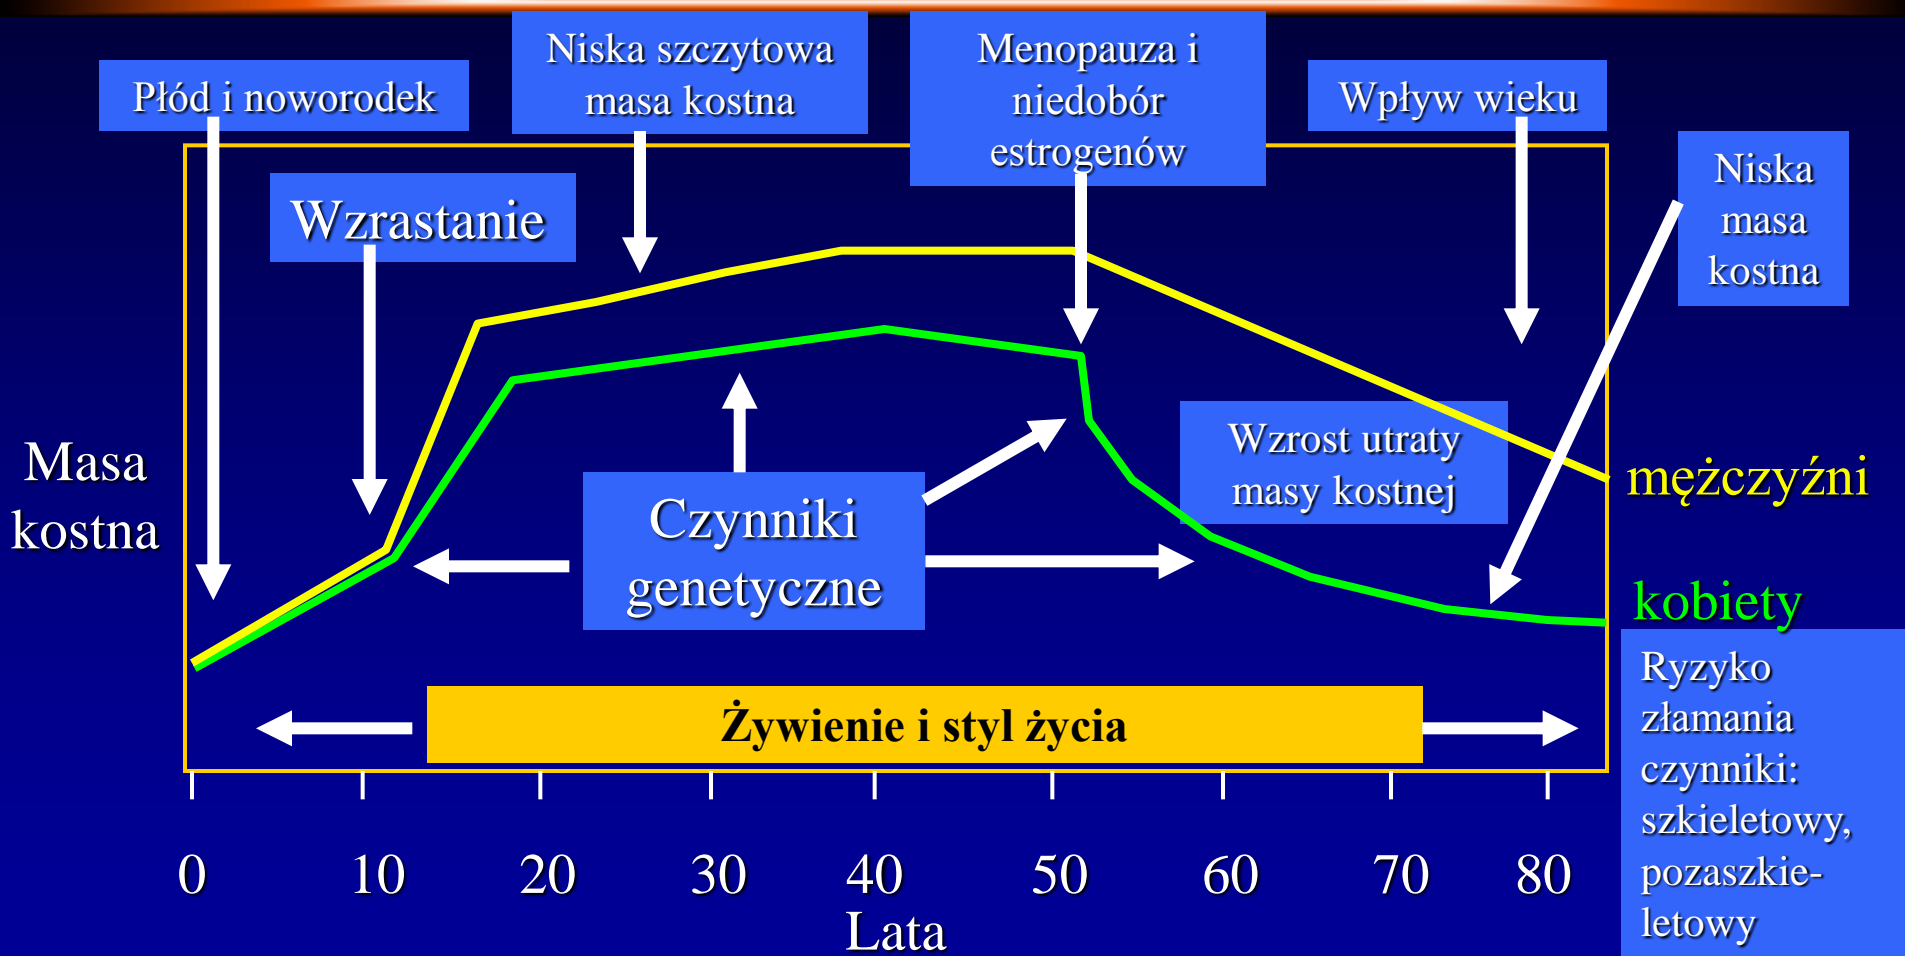 Płód i noworodek
Niska szczytowa
masa kostna
Menopauza i
niedobór
estrogenów
Wpływ wieku
Niska
masa
kostna
Wzrastanie
Wzrost utraty
masy kostnej
Czynniki
genetyczne
Masa
kostna
mężczyźni
kobiety
Ryzyko
złamania
czynniki:
szkieletowy,
pozaszkie-
letowy
Żywienie i styl życia
0 10 20 30 40 50 60 70 80
Lata